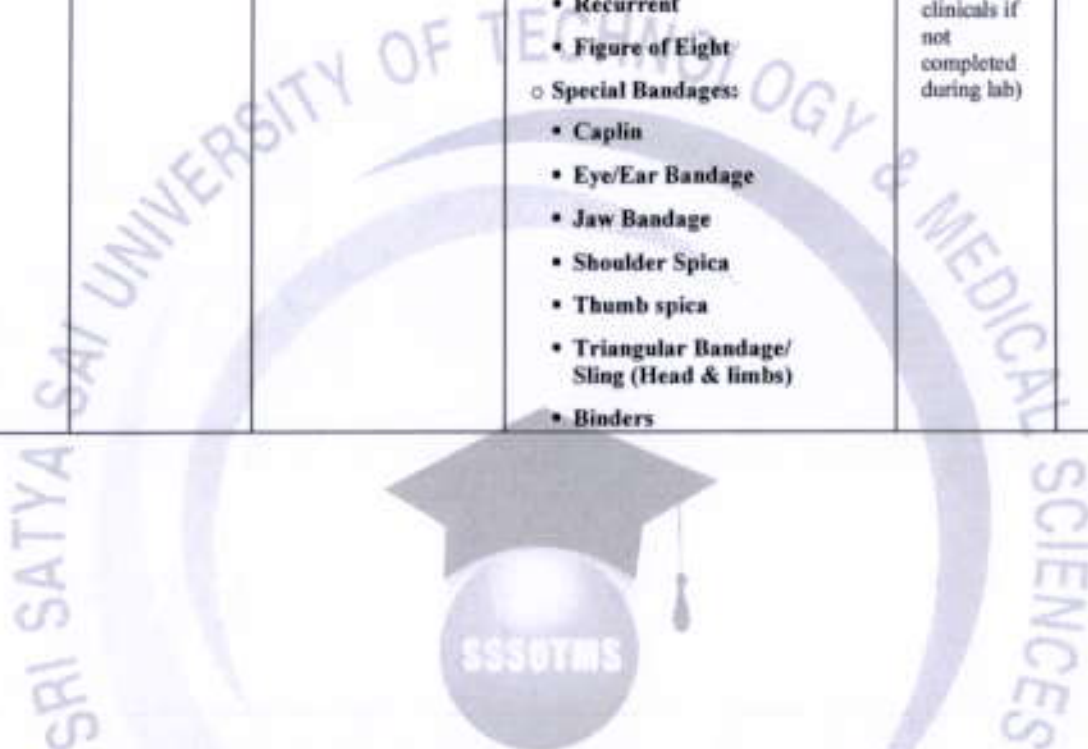 • Recurrent
• Figure of Eight
○ Special Bandages:
• Caplin
• Eye/Ear Bandage
• Jaw Bandage
• Shoulder Spica
• Thumb spica
• Triangular Bandage/
Sling (Head & limbs)
• Binders
clinicals if
not
completed
during lab)
SRI SATYA SAI UNIVERSITY OF TECHNOLOGY & MEDICAL SCIENCES
SSSUTMS